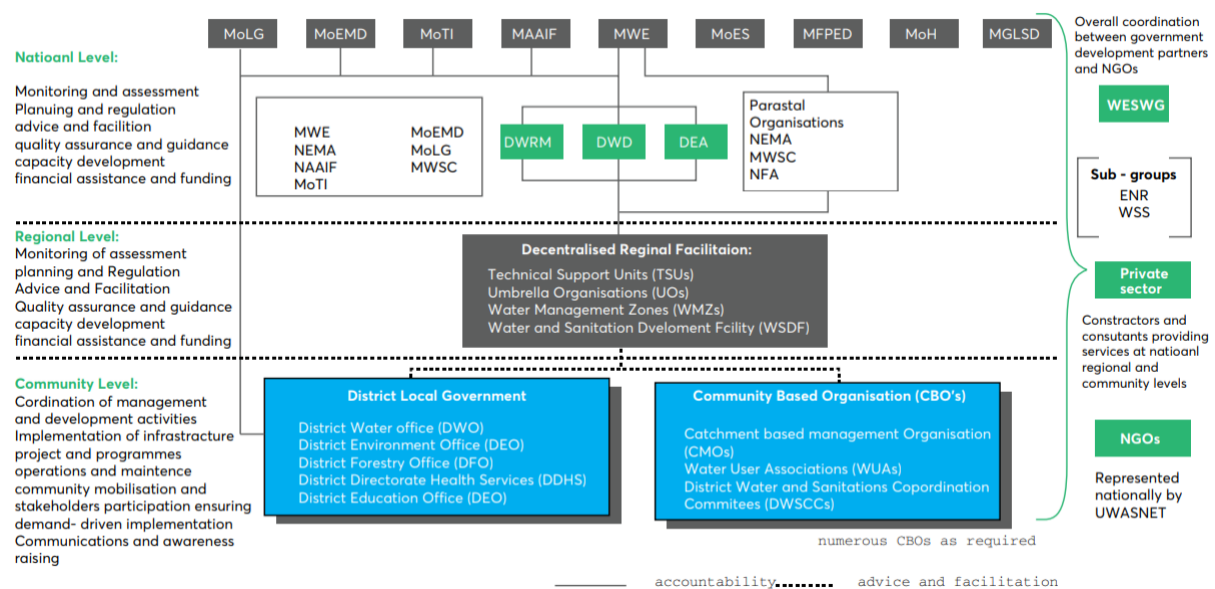 MoLG
MoEMD
MoTI
MAAIF
MWE
MoES
MFPED
MoH
MGLSD
Natioanl Level:
Monitoring and assessment
Planuing and regulation
advice and facilition
quality assurance and guidance
capacity development
financial assistance and funding
MWE
NEMA
NAAIF
MoTI
MoEMD
MoLG
MWSC
DWRM
DWD
DEA
Parastal
Organisations
NEMA
MWSC
NFA
Overall coordination
between government
development partners
and NGOs
WESWG
Sub - groups
ENR
WSS
Regional Level:
Monitoring of assessment
planning and Regulation
Advice and Facilitation
Quality assurance and guidance
capacity development
financial assistance and funding
Decentralised Reginal Facilitaion:
Technical Support Units (TSUs)
Umbrella Organisations (UOs)
Water Management Zones (WMZs)
Water and Sanitation Dveloment Fcility (WSDF)
Private
sector
Constractors and
consutants providing
services at natioanl
regional and
community levels
Community Level:
Cordination of management
and development activities
Implementation of infrastracture
project and programmes
operations and maintence
community mobilisation and
stakeholders participation ensuring
demand- driven implementation
Communications and awareness
raising
District Local Government
District Water office (DWO)
District Environment Office (DEO)
District Forestry Office (DFO)
District Directorate Health Services (DDHS)
District Education Office (DEO)
Community Based Organisation (CBO's)
Catchment based management Organisation
(CMOs)
Water User Associations (WUAs)
District Water and Sanitations Copordination
Commitees (DWSCCs)
numerous CBOs as required
NGOs
Represented
nationally by
UWASNET
accountability
advice and facilitation